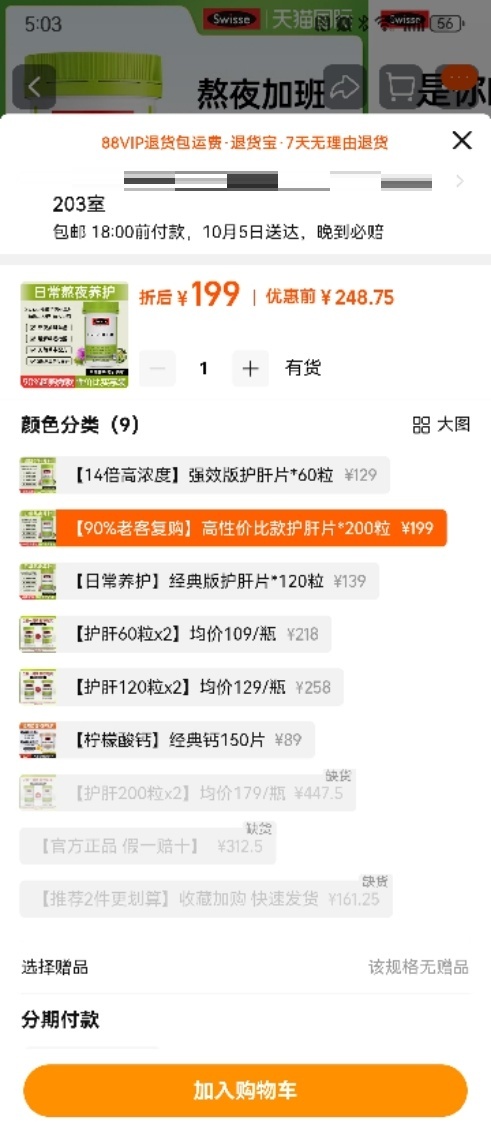 5:03
Swisse 天猫国际 Swisse 56
熬夜加班 是你
88VIP退货包运费·退货宝·7天无理由退货
203室
包邮 18:00前付款，10月5日送达，晚到必赔
日常熬夜养护
折后¥199 | 优惠前¥248.75
1 有货
颜色分类（9）
大图
【14倍高浓度】强效版护肝片*60粒 ¥129
【90%老客复购】高性价比款护肝片*200粒 ¥199
【日常养护】经典版护肝片*120粒 ¥139
【护肝60粒x2】均价109/瓶 ¥218
【护肝120粒x2】均价129/瓶 ¥258
【柠檬酸钙】经典钙150片 ¥89
缺货
【护肝200粒x2】均价179/瓶 ¥447.5
缺货
【官方正品 假一赔十】 ¥312.5
缺货
【推荐2件更划算】收藏加购 快速发货 ¥161.25
选择赠品 该规格无赠品
分期付款
加入购物车